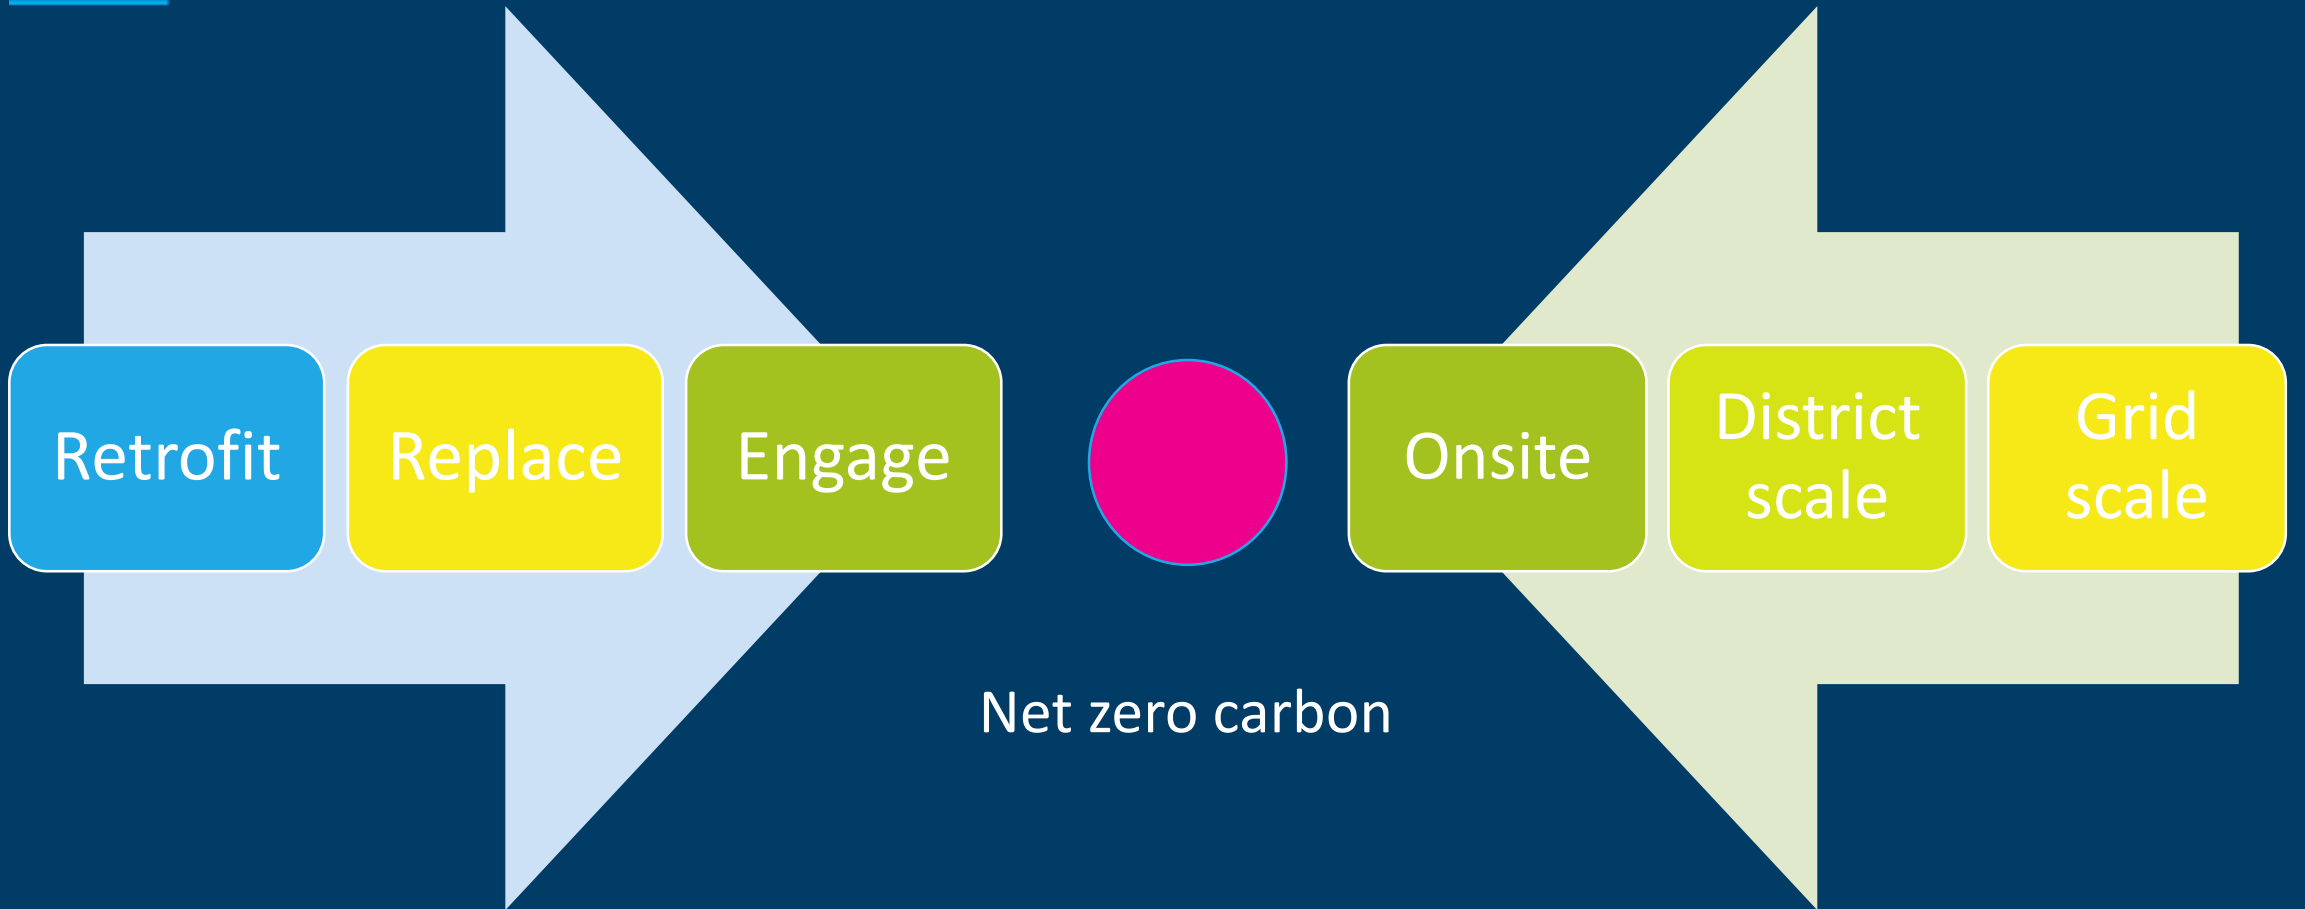 Retrofit
Replace
Engage
Onsite
District
scale
Grid
scale
Net zero carbon